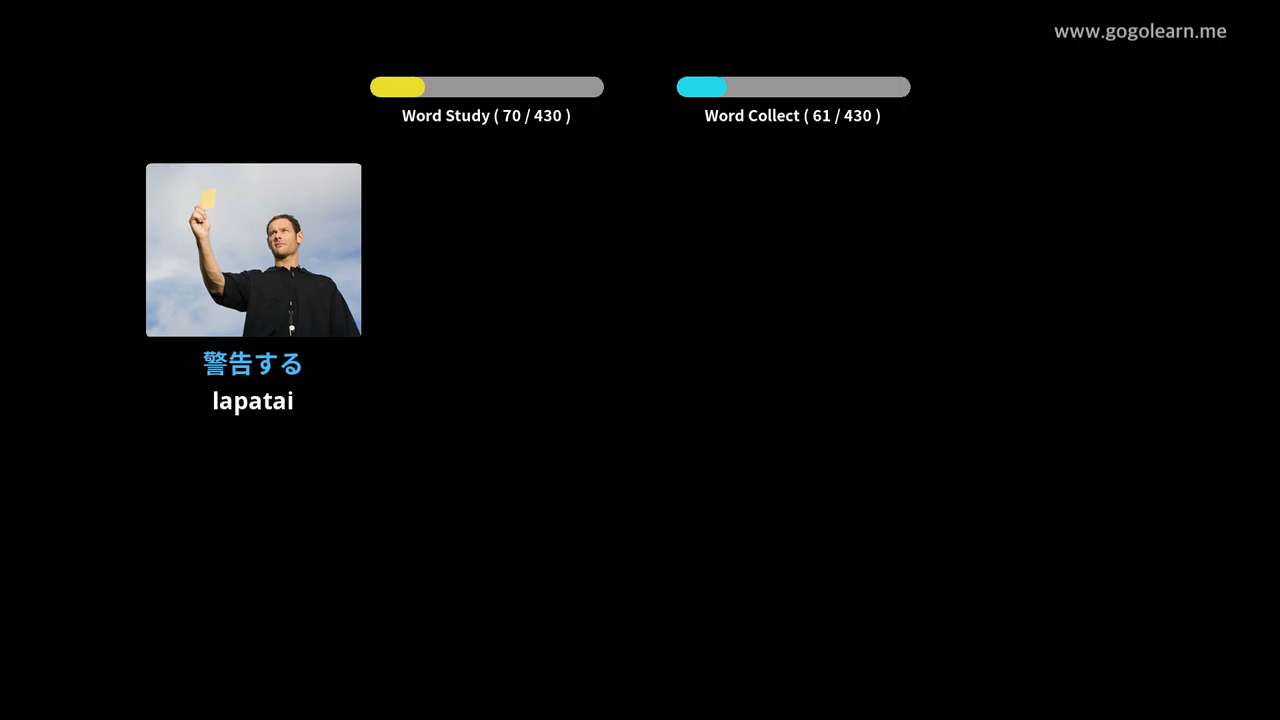 www.gogolearn.me
Word Study ( 70 / 430 )
Word Collect ( 61 / 430 )
警告する
lapatai